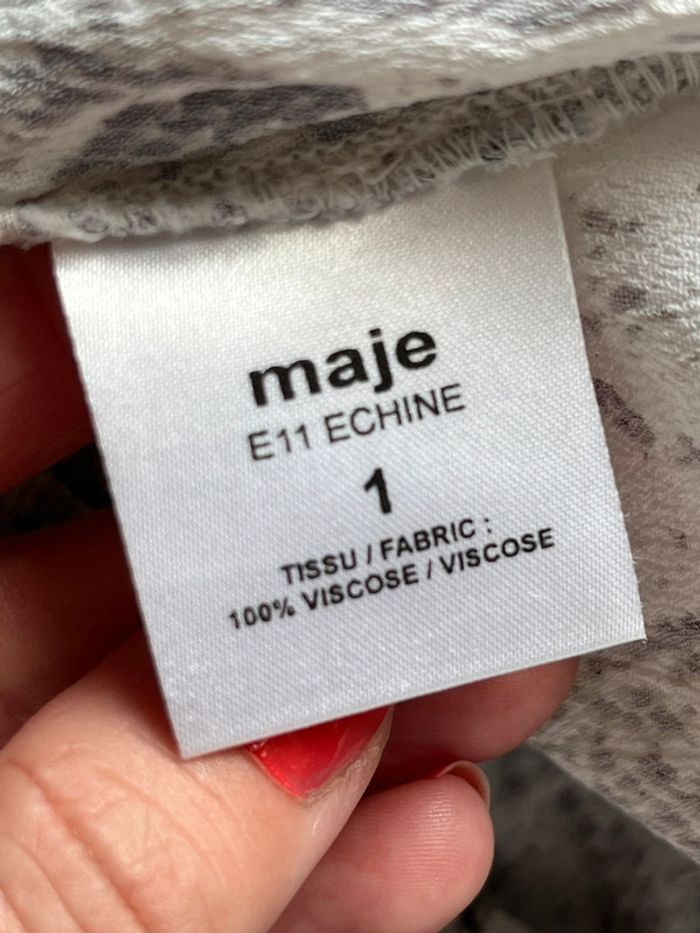 maje
E11 ECHINE
1
TISSU / FABRIC :
100% VISCOSE / VISCOSE